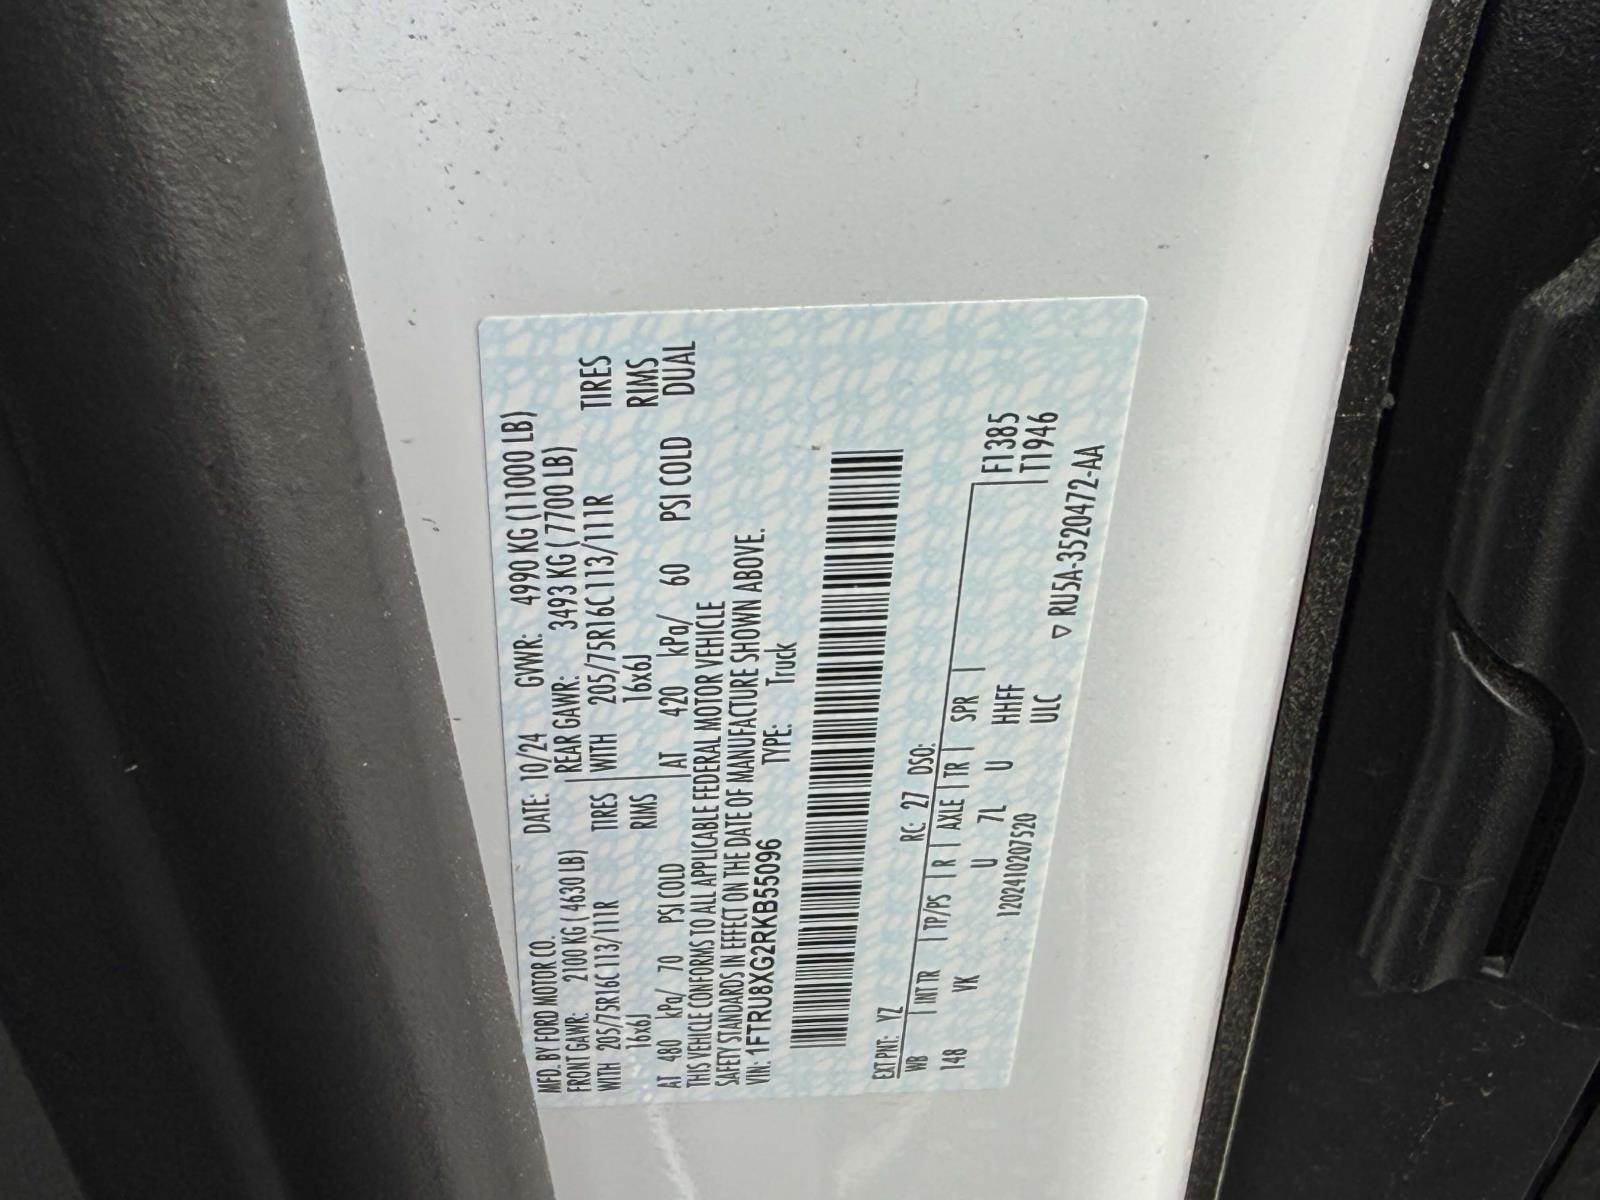 MFD. BY FORD MOTOR CO. DATE: 10/24 GVWR: 4990 KG (11000 LB)
FRONT GAWR: 2100 KG (4630 LB) REAR GAWR: 3493 KG (7700 LB)
WITH 205/75R16C113/111R TIRES WITH 205/75R16C113/111R TIRES
16x6J RIMS 16x6J RIMS
AT 480 kPa/ 70 PSI COLD AT 420 kPa/ 60 PSI COLD DUAL
THIS VEHICLE CONFORMS TO ALL APPLICABLE FEDERAL MOTOR VEHICLE
SAFETY STANDARDS IN EFFECT ON THE DATE OF MANUFACTURE SHOWN ABOVE.
VIN: 1FTRU8XG2RKB55096 TYPE: Truck
EXT PNT: YZ RC: 27 DSO:
WB INT TR TP/PS R AXLE TR SPR F1385
148 VK U 7L U HHFF T1946
1202410207520 ULC
▽ RU5A-3520472-AA